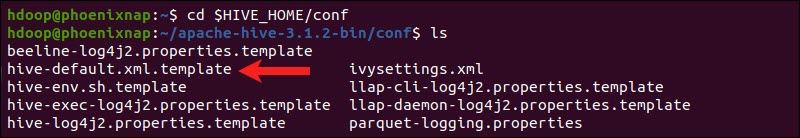 hdoop@phoenixnap:~$ cd $HIVE_HOME/conf
hdoop@phoenixnap:~/apache-hive-3.1.2-bin/conf$ ls
beeline-log4j2.properties.template
hive-default.xml.template ivysettings.xml
hive-env.sh.template llap-cli-log4j2.properties.template
hive-exec-log4j2.properties.template llap-daemon-log4j2.properties.template
hive-log4j2.properties.template parquet-logging.properties